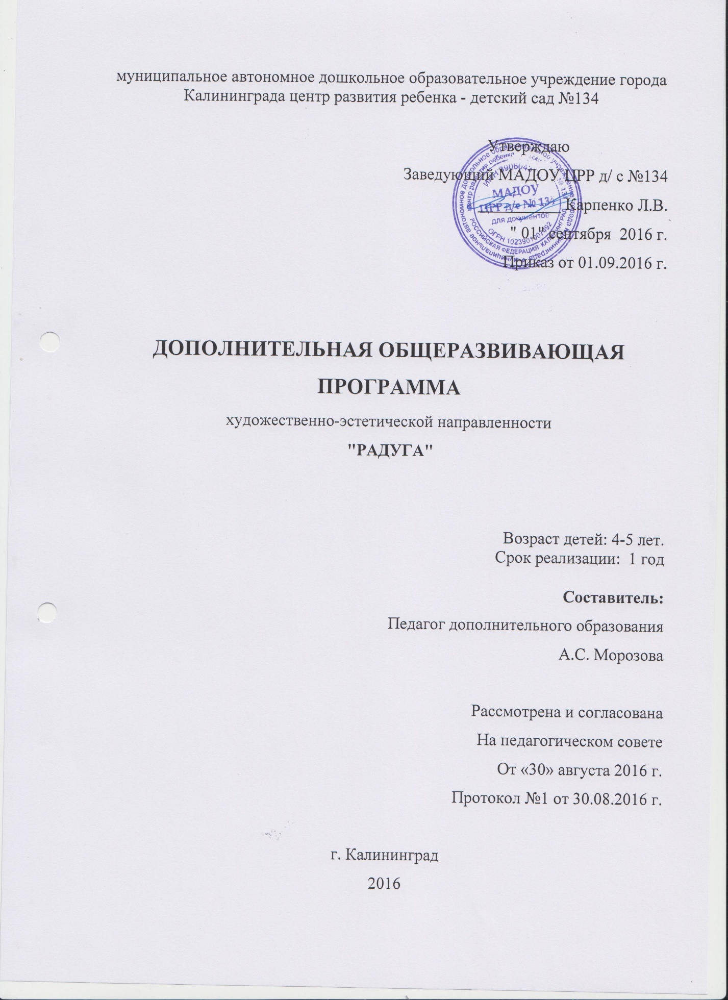 муниципальное автономное дошкольное образовательное учреждение города
Калининграда центр развития ребенка - детский сад №134
Утверждаю
Заведующий МАДОУ ЦРР д/ с №134
Карпенко Л.В.
" 01" сентября 2016 г.
Приказ от 01.09.2016 г.
МАДОУ
ЦРР д/с № 134
для документов
ОГРН 1023901007492
РОССИЙСКАЯ ФЕДЕРАЦИЯ КАЛИНИНГРАД
ДОПОЛНИТЕЛЬНАЯ ОБЩЕРАЗВИВАЮЩАЯ
ПРОГРАММА
художественно-эстетической направленности
"РАДУГА"
Возраст детей: 4-5 лет.
Срок реализации: 1 год
Составитель:
Педагог дополнительного образования
А.С. Морозова
Рассмотрена и согласована
На педагогическом совете
От «30» августа 2016 г.
Протокол №1 от 30.08.2016 г.
г. Калининград
2016